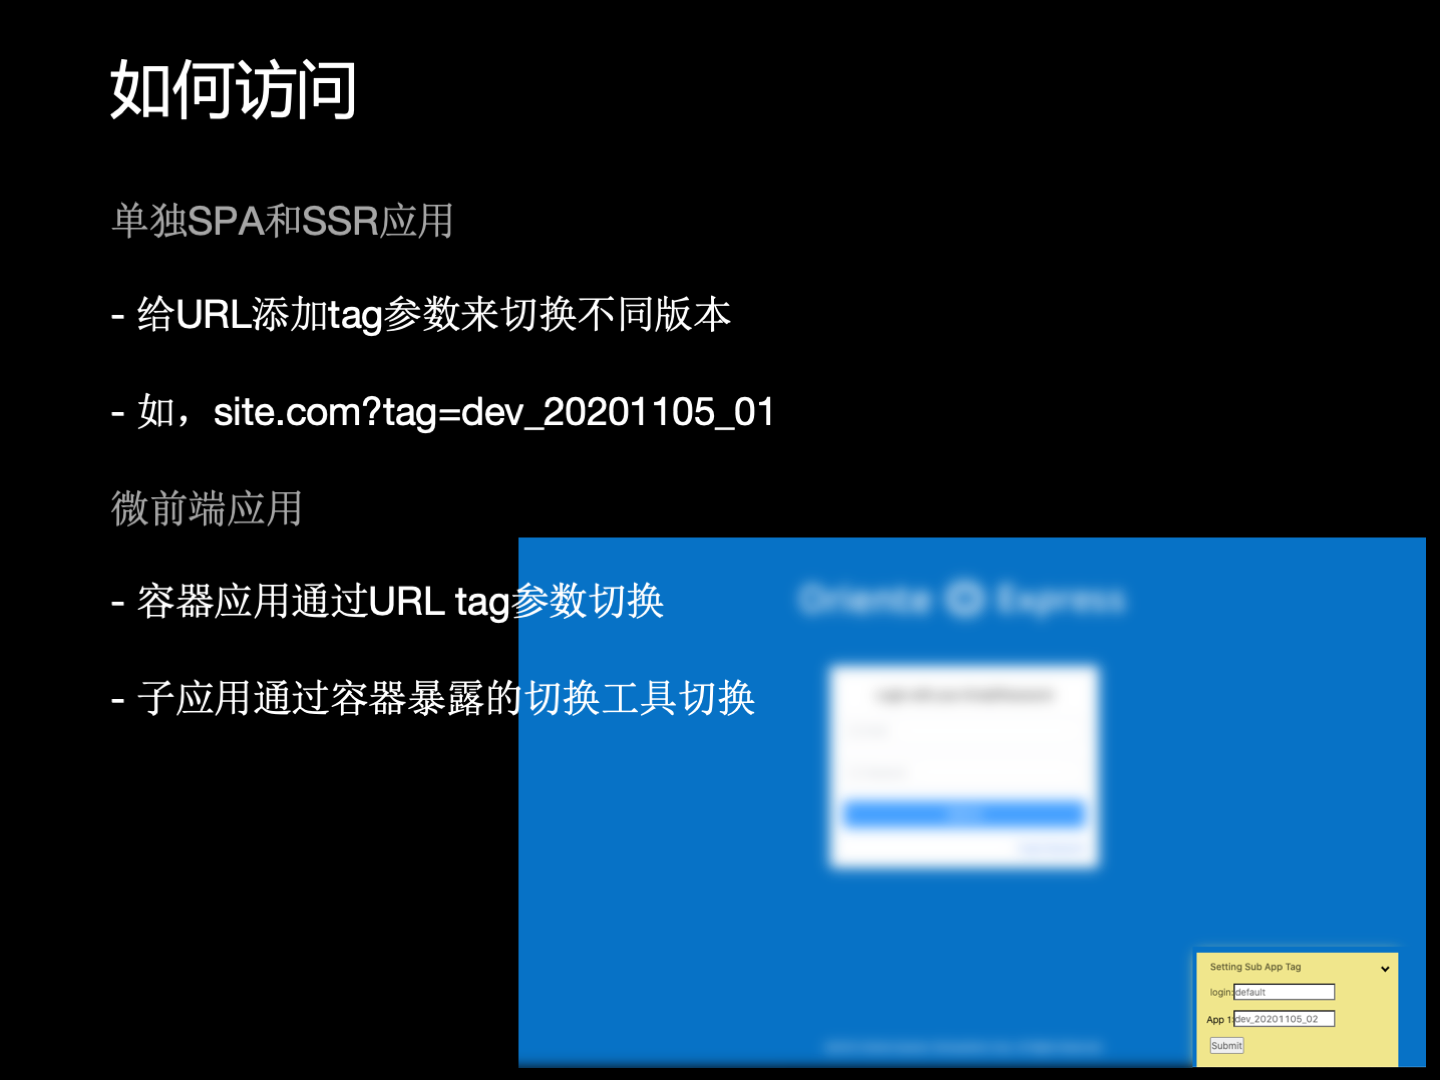 如何访问
单独SPA和SSR应用
- 给URL添加tag参数来切换不同版本
- 如，site.com?tag=dev_20201105_01
微前端应用
- 容器应用通过URL tag参数切换
- 子应用通过容器暴露的切换工具切换
Oriente Express
Setting Sub App Tag
login:default
App 1:dev_20201105_02
Submit